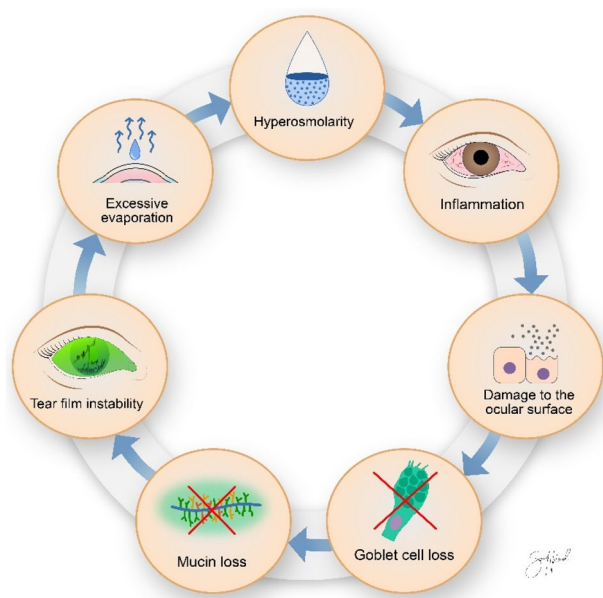 Hyperosmolarity
Inflammation
Damage to the
ocular surface
Goblet cell loss
Mucin loss
Tear film instability
Excessive
evaporation